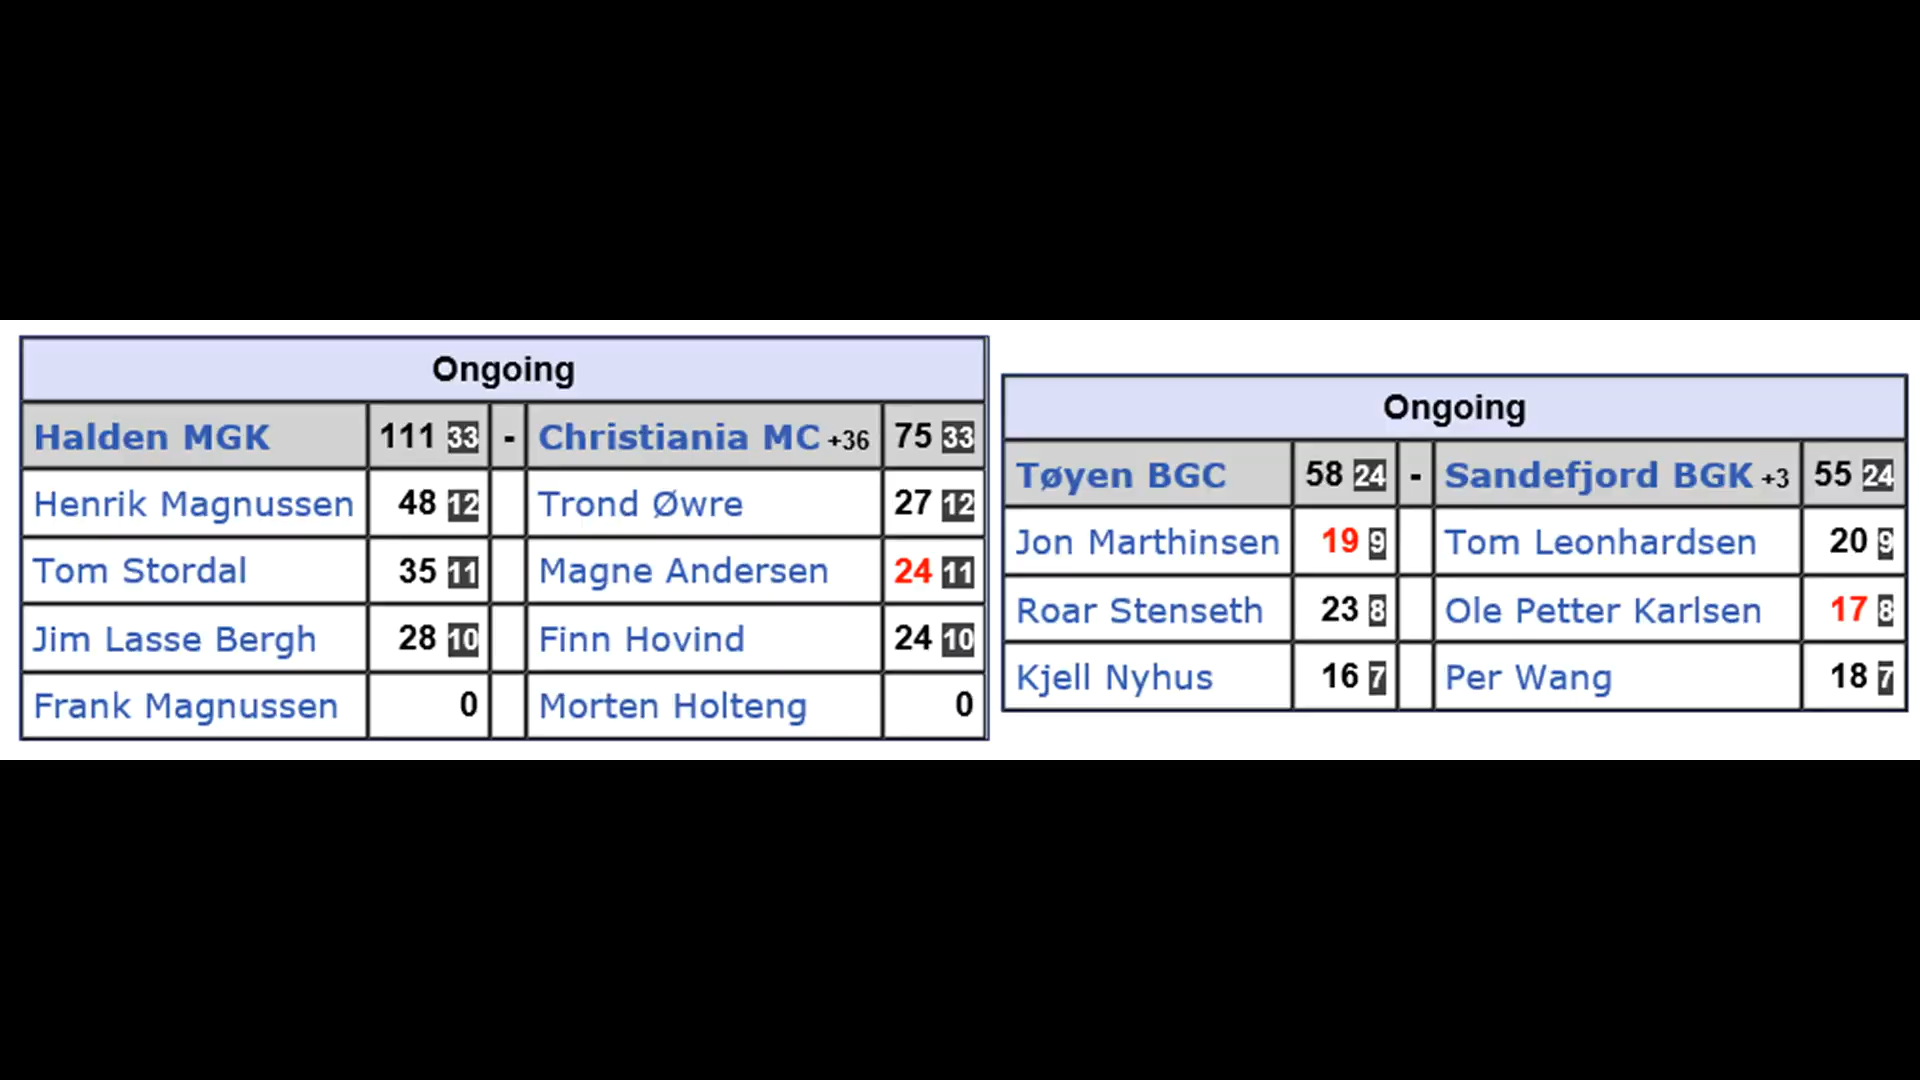 Ongoing
Halden MGK 111 33 - Christiania MC +36 75 33
Henrik Magnussen 48 12 Trond Øwre 27 12
Tom Stordal 35 11 Magne Andersen 24 11
Jim Lasse Bergh 28 10 Finn Hovind 24 10
Frank Magnussen 0 Morten Holteng 0
Ongoing
Tøyen BGC 58 24 - Sandefjord BGK +3 55 24
Jon Marthinsen 19 9 Tom Leonhardsen 20 9
Roar Stenseth 23 8 Ole Petter Karlsen 17 8
Kjell Nyhus 16 7 Per Wang 18 7